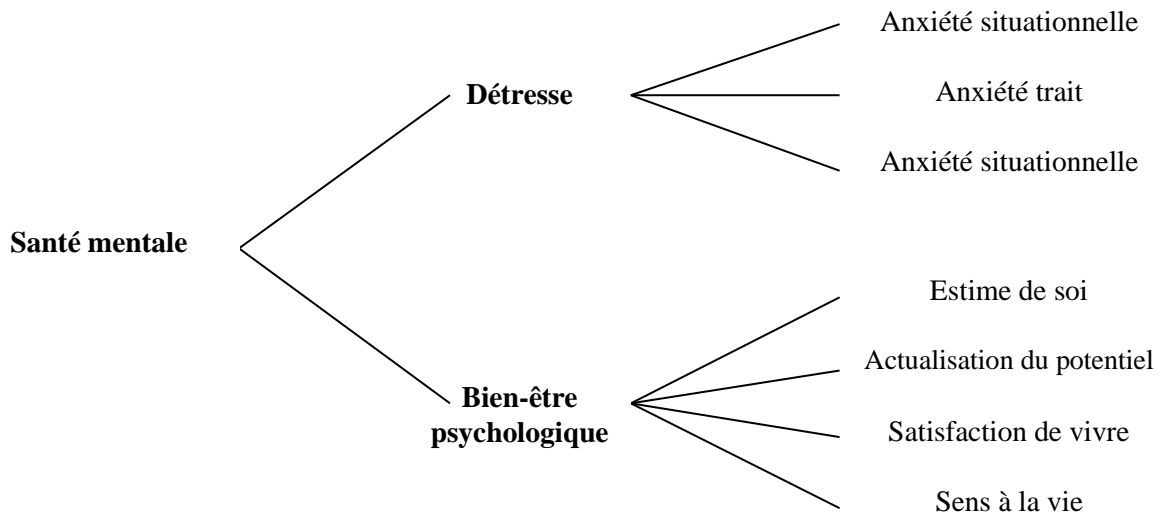 Anxiété situationnelle
Détresse
Anxiété trait
Anxiété situationnelle
Santé mentale
Estime de soi
Actualisation du potentiel
Bien-être
psychologique
Satisfaction de vivre
Sens à la vie